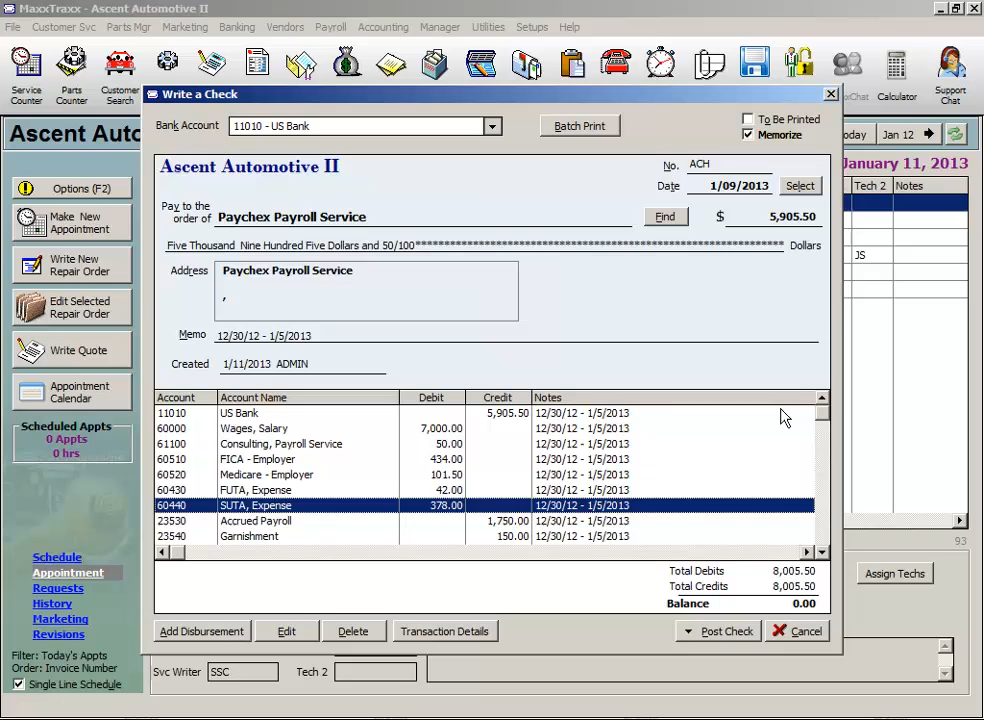 MaxxTraxx - Ascent Automotive II
File Customer Svc Parts Mgr Marketing Banking Vendors Payroll Accounting Manager Utilities Setups Help
Service Counter
Parts Counter
Customer Search
Chat
Calculator
Support Chat
Write a Check
Bank Account 11010 - US Bank
Batch Print
To Be Printed
Memorize
Ascent Auto
oday
Jan 12
January 11, 2013
Tech 2 Notes
JS
93
Assign Techs
Options (F2)
Make New Appointment
Write New Repair Order
Edit Selected Repair Order
Write Quote
Appointment Calendar
Scheduled Appts
0 Appts
0 hrs
Schedule
Appointment
Requests
History
Marketing
Revisions
Filter: Today's Appts
Order: Invoice Number
Single Line Schedule
Ascent Automotive II
No. ACH
Date 1/09/2013 Select
Pay to the order of Paychex Payroll Service Find $ 5,905.50
Five Thousand Nine Hundred Five Dollars and 50/100************************************************************ Dollars
Address Paychex Payroll Service
,
Memo 12/30/12 - 1/5/2013
Created 1/11/2013 ADMIN
Account Account Name Debit Credit Notes
11010 US Bank 5,905.50 12/30/12 - 1/5/2013
60000 Wages, Salary 7,000.00 12/30/12 - 1/5/2013
61100 Consulting, Payroll Service 50.00 12/30/12 - 1/5/2013
60510 FICA - Employer 434.00 12/30/12 - 1/5/2013
60520 Medicare - Employer 101.50 12/30/12 - 1/5/2013
60430 FUTA, Expense 42.00 12/30/12 - 1/5/2013
60440 SUTA, Expense 378.00 12/30/12 - 1/5/2013
23530 Accrued Payroll 1,750.00 12/30/12 - 1/5/2013
23540 Garnishment 150.00 12/30/12 - 1/5/2013
Total Debits 8,005.50
Total Credits 8,005.50
Balance 0.00
Add Disbursement Edit Delete Transaction Details Post Check Cancel
Svc Writer SSC Tech 2